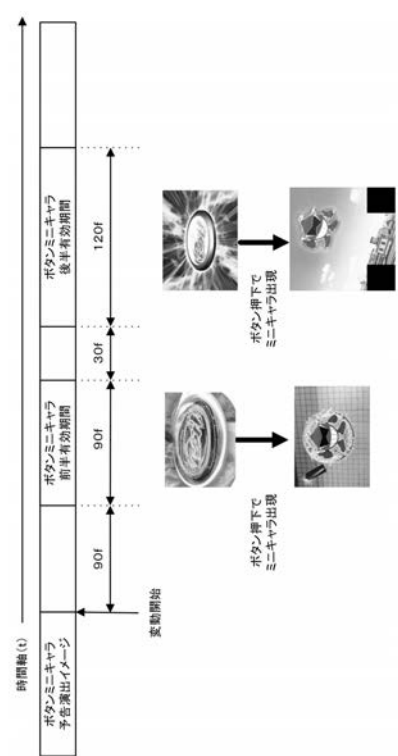 時間軸(t)
ボタンミニキャラ
予告演出イメージ
ボタンミニキャラ
前半有効期間
ボタンミニキャラ
後半有効期間
変動開始
90f
90f
30f
120f
ボタン押下で
ミニキャラ出現
ボタン押下で
ミニキャラ出現